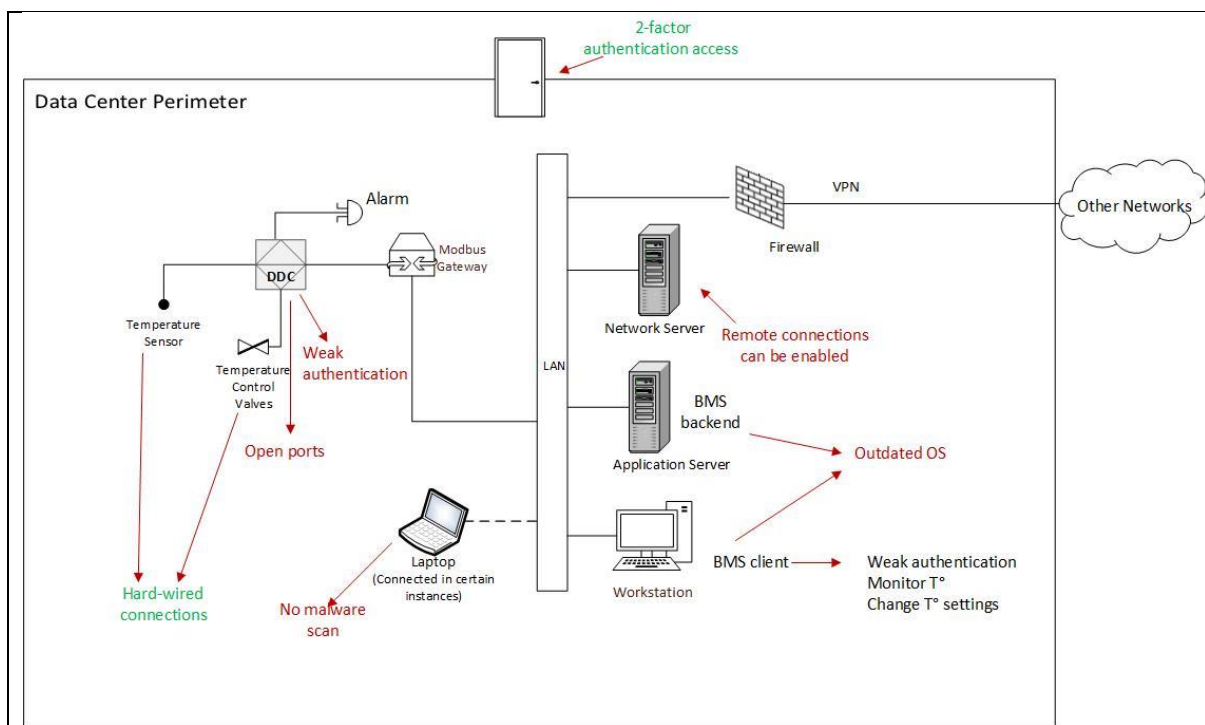 2-factor
authentication access
Data Center Perimeter
VPN
Other Networks
Firewall
Alarm
Modbus
Gateway
DDC
Temperature
Sensor
Temperature
Control
Valves
Weak
authentication
Open ports
Network Server
Remote connections
can be enabled
LAN
BMS
backend
Application Server
Outdated OS
Laptop
(Connected in certain
instances)
No malware
scan
Hard-wired
connections
BMS client
Workstation
Weak authentication
Monitor T°
Change T° settings